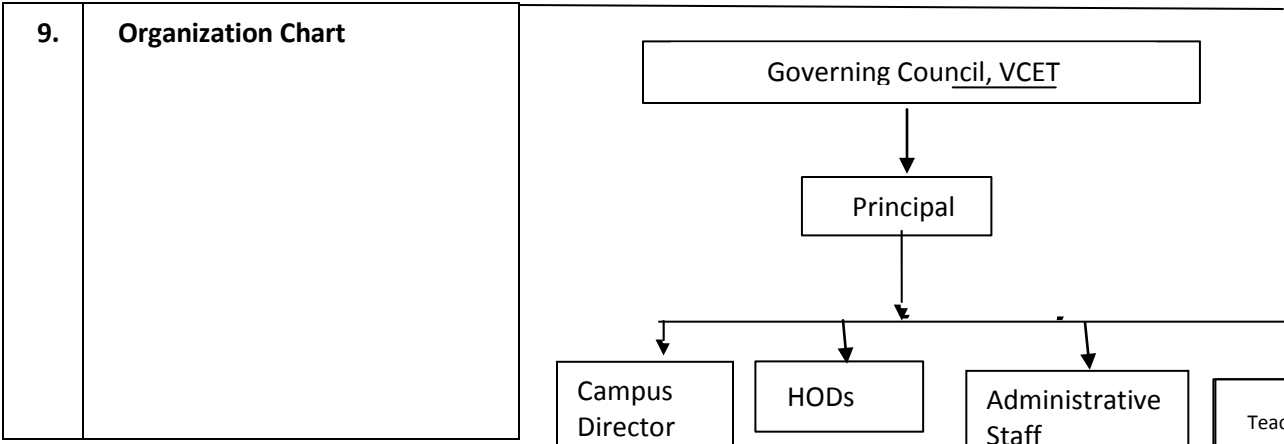 9. Organization Chart
Governing Council, VCET
Principal
Campus
Director
HODs
Administrative
Staff